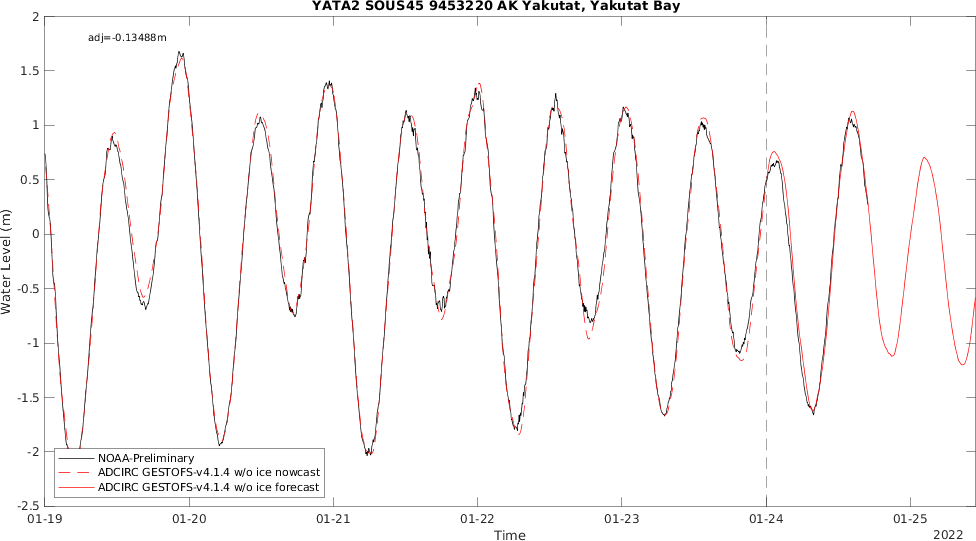 YATA2 SOUS45 9453220 AK Yakutat, Yakutat Bay
adj=-0.13488m
2
1.5
1
0.5
0
-0.5
-1
-1.5
-2
-2.5
Water Level (m)
NOAA-Preliminary
ADCIRC GESTOFS-v4.1.4 w/o ice nowcast
ADCIRC GESTOFS-v4.1.4 w/o ice forecast
01-19 01-20 01-21 01-22 01-23 01-24 01-25
Time
2022